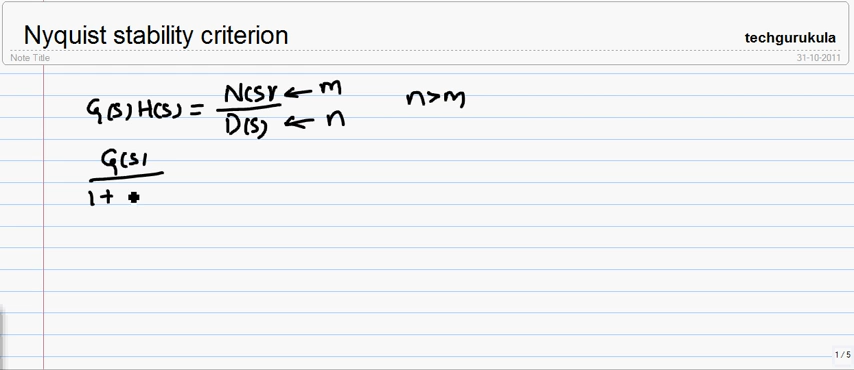 Nyquist stability criterion
techgurukula
Note Title
31-10-2011
G(s) H(s) = N(s) ← m
D(s) ← n
n>m
G(s)
1+
1 / 5